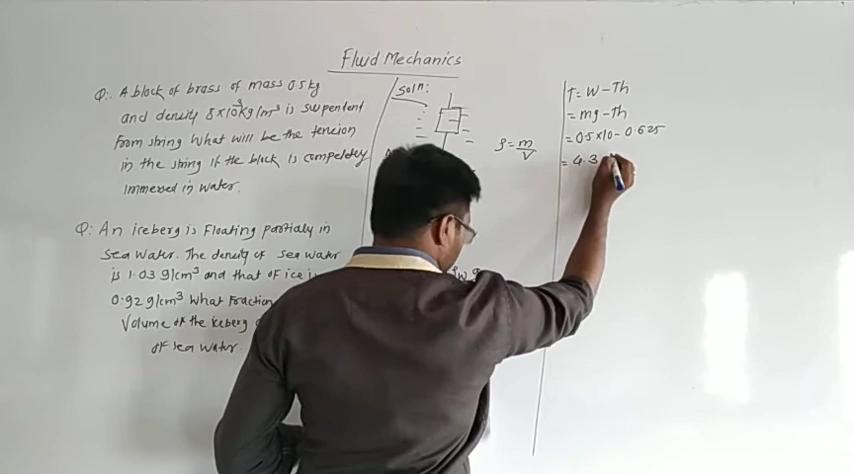 Fluid Mechanics
Q:. A block of brass of mass 0.5 kg
and density 8×10³kg/m³ is suspentent
from string what will be the tension
in the string if the block is competetey
immersed in water.
Q: An iceberg is Floating partialy in
sea water. The density of sea water
is 1.03 g/cm³ and that of ice i
0.92 g/cm³ what Fraction
Volume of the iceberg
of sea water.
Soln:
ρ = m/V
T = W - Th
= mg - Th
= 0.5×10 - 0.625
= 4.3